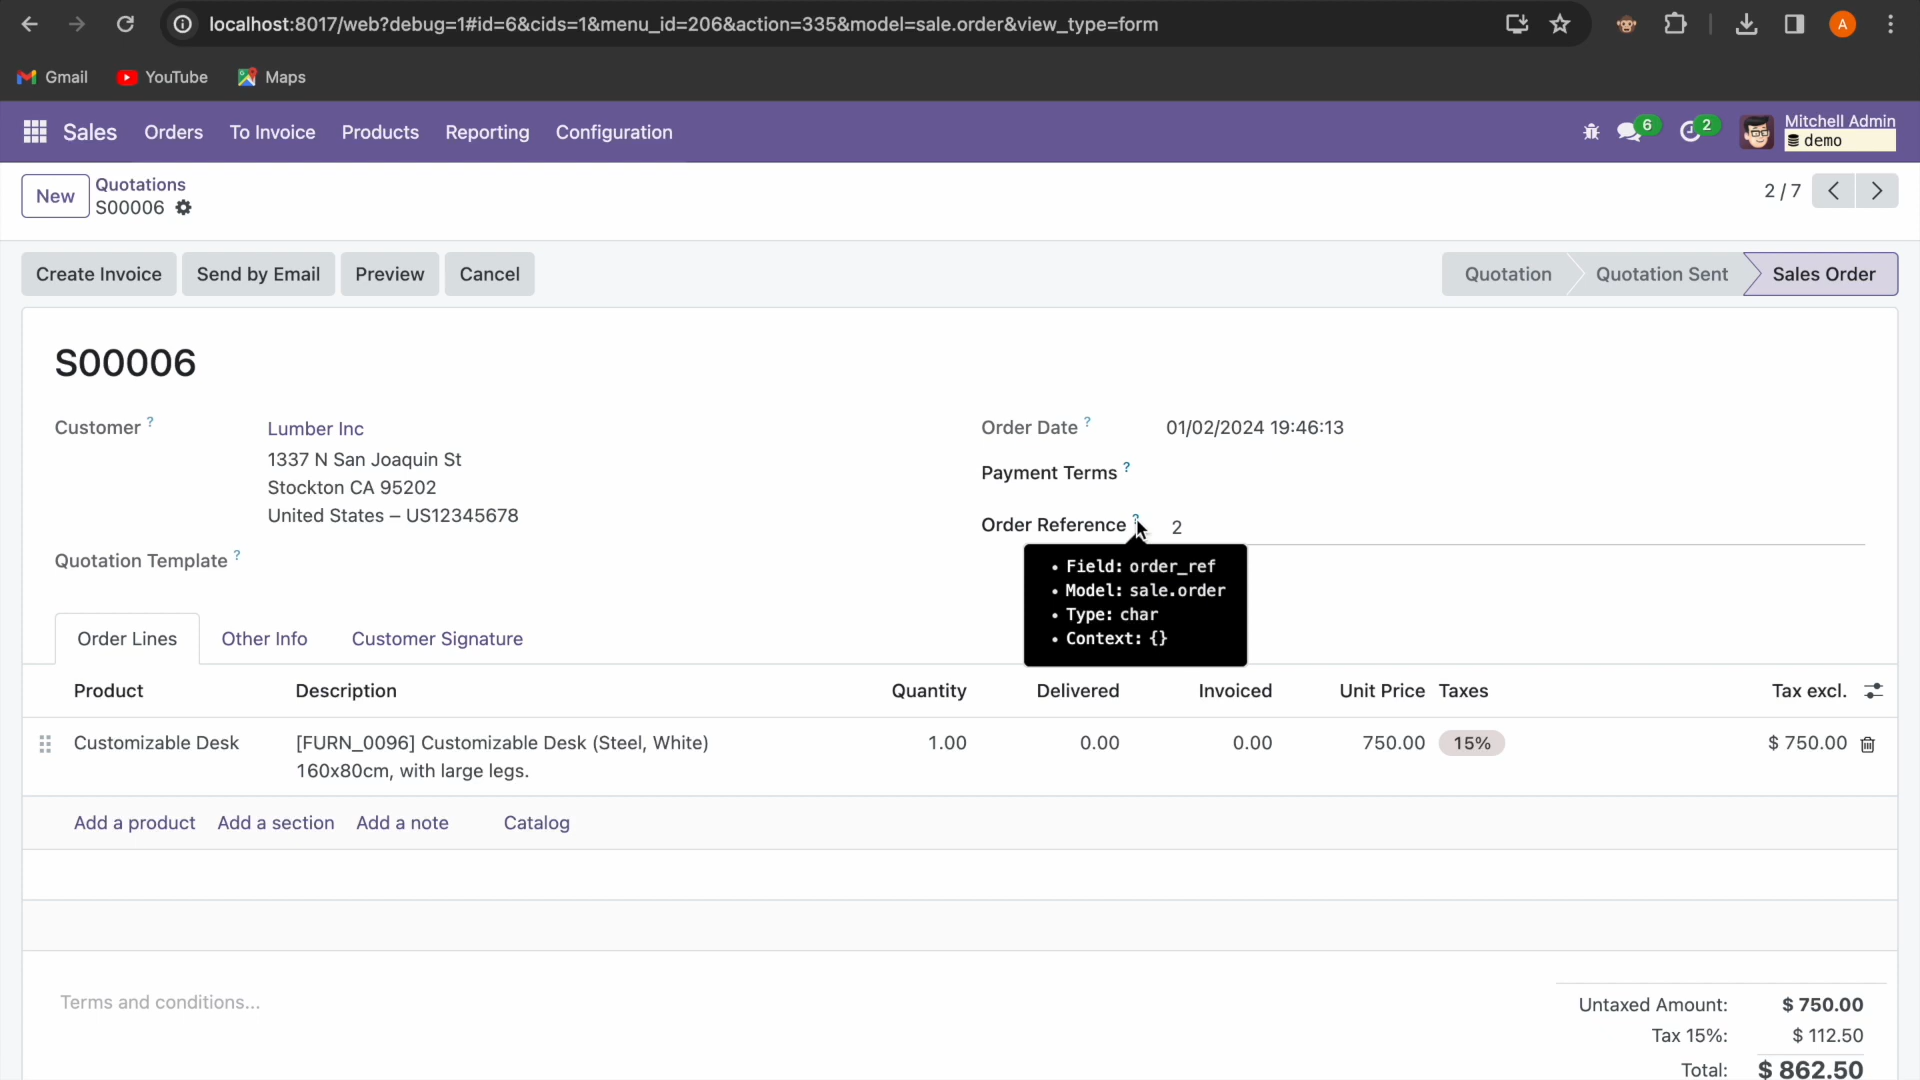 localhost:8017/web?debug=1#id=6&cids=1&menu_id=206&action=335&model=sale.order&view_type=form
A
Gmail YouTube Maps
Sales Orders To Invoice Products Reporting Configuration 6 2 Mitchell Admin
demo
New Quotations 2 / 7
S00006
Create Invoice Send by Email Preview Cancel Quotation Quotation Sent Sales Order
S00006
Customer ? Lumber Inc Order Date ? 01/02/2024 19:46:13
1337 N San Joaquin St Payment Terms ?
Stockton CA 95202
United States – US12345678 Order Reference ? 2
Quotation Template ?
• Field: order_ref
• Model: sale.order
• Type: char
• Context: {}
Order Lines Other Info Customer Signature
Product Description Quantity Delivered Invoiced Unit Price Taxes Tax excl.
Customizable Desk [FURN_0096] Customizable Desk (Steel, White) 1.00 0.00 0.00 750.00 15% $ 750.00
160x80cm, with large legs.
Add a product Add a section Add a note Catalog
Terms and conditions...
Untaxed Amount: $ 750.00
Tax 15%: $ 112.50
Total: $ 862.50